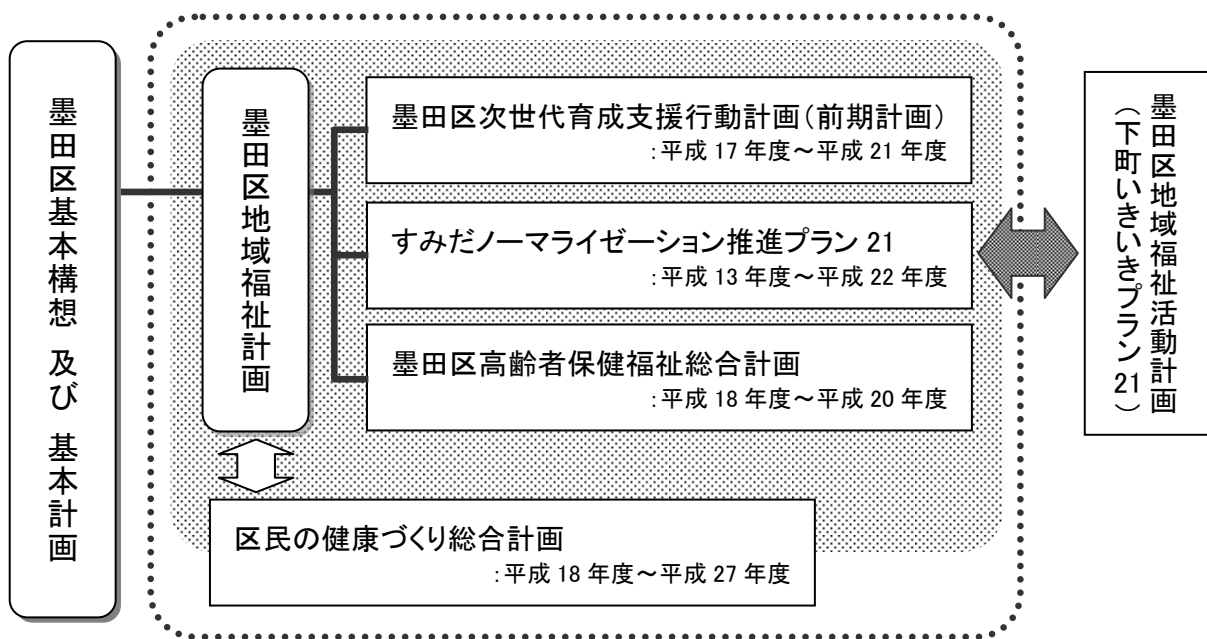 墨田区基本構想 及び 基本計画
墨田区地域福祉計画
墨田区次世代育成支援行動計画(前期計画)
:平成 17 年度～平成 21 年度
すみだノーマライゼーション推進プラン 21
:平成 13 年度～平成 22 年度
墨田区高齢者保健福祉総合計画
:平成 18 年度～平成 20 年度
区民の健康づくり総合計画
:平成 18 年度～平成 27 年度
墨田区地域福祉活動計画
(下町いきいきプラン 21)